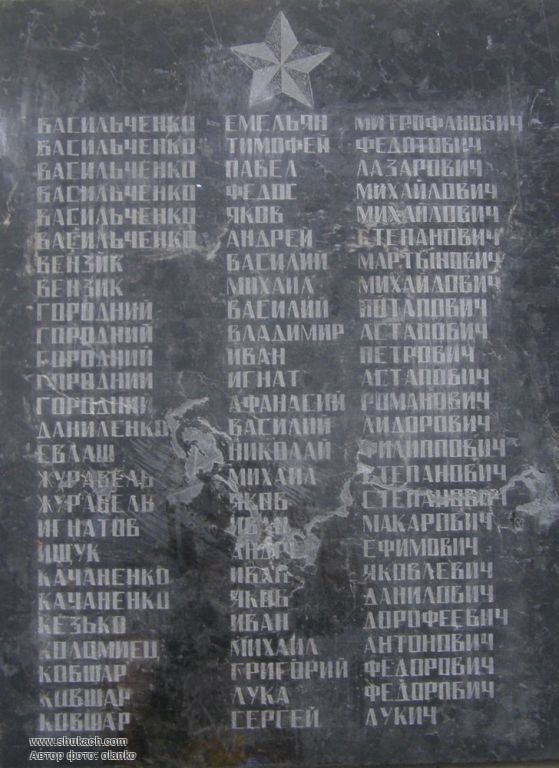 ВАСИЛЬЧЕНКО ЕМЕЛЬЯН МИТРОФАНОВИЧ
ВАСИЛЬЧЕНКО ТИМОФЕЙ ФЕДОТОВИЧ
ВАСИЛЬЧЕНКО ПАВЕЛ ЛАЗАРОВИЧ
ВАСИЛЬЧЕНКО ФЕДОС МИХАЙЛОВИЧ
ВАСИЛЬЧЕНКО ЯКОВ МИХАЙЛОВИЧ
ВАСИЛЬЧЕНКО АНДРЕЙ СТЕПАНОВИЧ
ВЕНЗИК ВАСИЛИЙ МАРТЫНОВИЧ
ВЕНЗИК МИХАИЛ МИХАЙЛОВИЧ
ГОРОДНИЙ ВАСИЛИЙ ПОТАПОВИЧ
ГОРОДНИЙ ВЛАДИМИР АСТАПОВИЧ
ГОРОДНИЙ ИВАН ПЕТРОВИЧ
ГОРОДНИЙ ИГНАТ АСТАПОВИЧ
ГОРОДНИЙ АФАНАСИЙ РОМАНОВИЧ
ДАНИЛЕНКО ВАСИЛИЙ
ЕВЛАШ НИКОЛАЙ ФИЛИППОВИЧ
ЖУРАВЕЛЬ МИХАИЛ СТЕПАНОВИЧ
ЖУРАВЕЛЬ ЯКОВ СТЕПАНОВИЧ
ИГНАТОВ ИВАН МАКАРОВИЧ
ИЩУК ЕФИМОВИЧ
КАЧАНЕНКО ИВАН ЯКОВЛЕВИЧ
КАЧАНЕНКО ЯКОВ ДАНИЛОВИЧ
КЕЗЬКО ИВАН ДОРОФЕЕВИЧ
КОЛОМИЕЦ МИХАИЛ АНТОНОВИЧ
КОВШАР ГРИГОРИЙ ФЕДОРОВИЧ
КОВШАР ЛУКА ФЕДОРОВИЧ
КОВШАР СЕРГЕЙ ЛУКИЧ
www.shukach.com
Автор фото: olanko